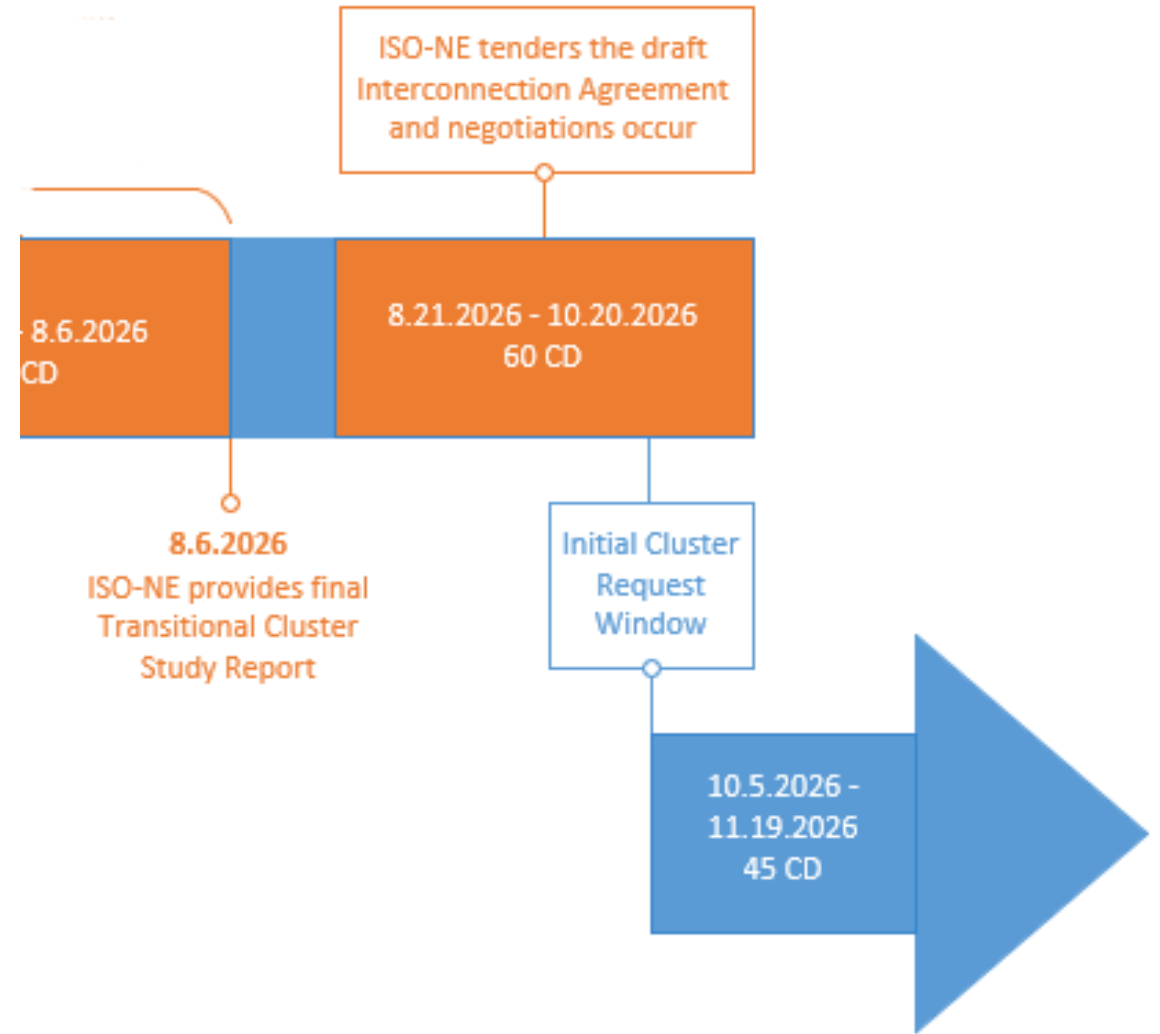 ISO-NE tenders the draft
Interconnection Agreement
and negotiations occur
- 8.6.2026
CD
8.21.2026 - 10.20.2026
60 CD
8.6.2026
ISO-NE provides final
Transitional Cluster
Study Report
Initial Cluster
Request
Window
10.5.2026 -
11.19.2026
45 CD